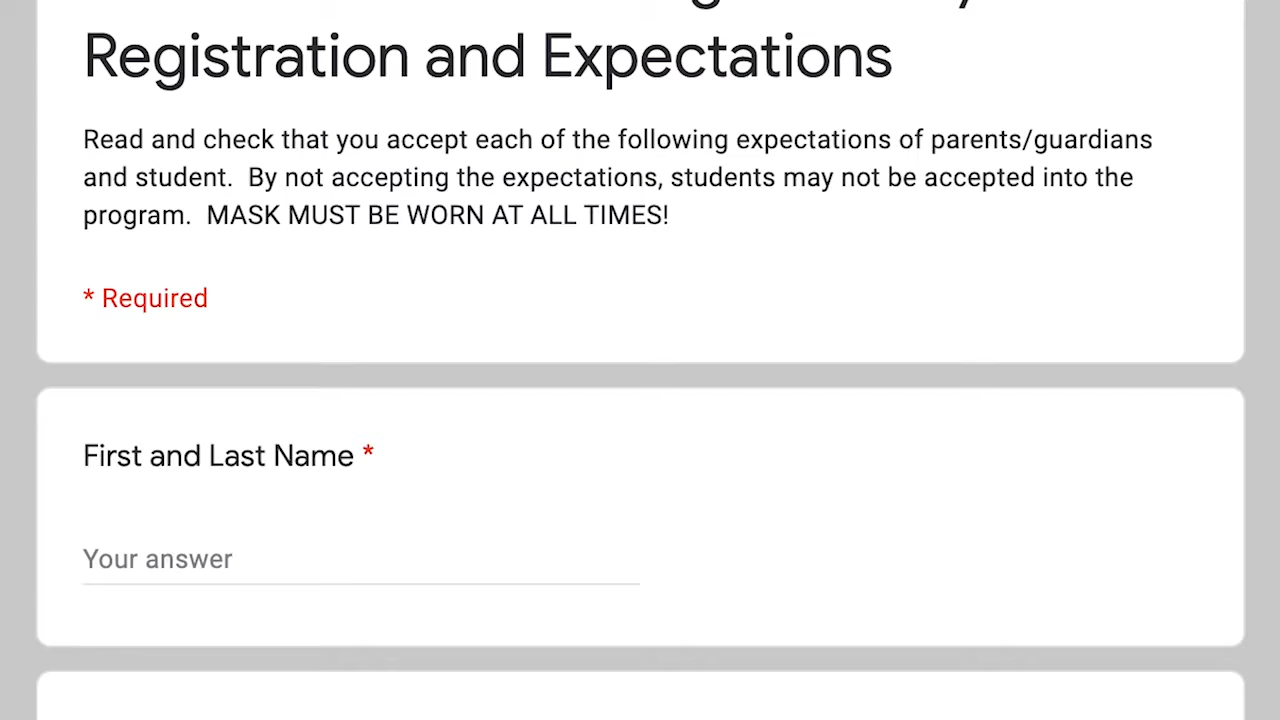 Registration and Expectations
Read and check that you accept each of the following expectations of parents/guardians
and student.  By not accepting the expectations, students may not be accepted into the
program.  MASK MUST BE WORN AT ALL TIMES!
* Required
First and Last Name *
Your answer